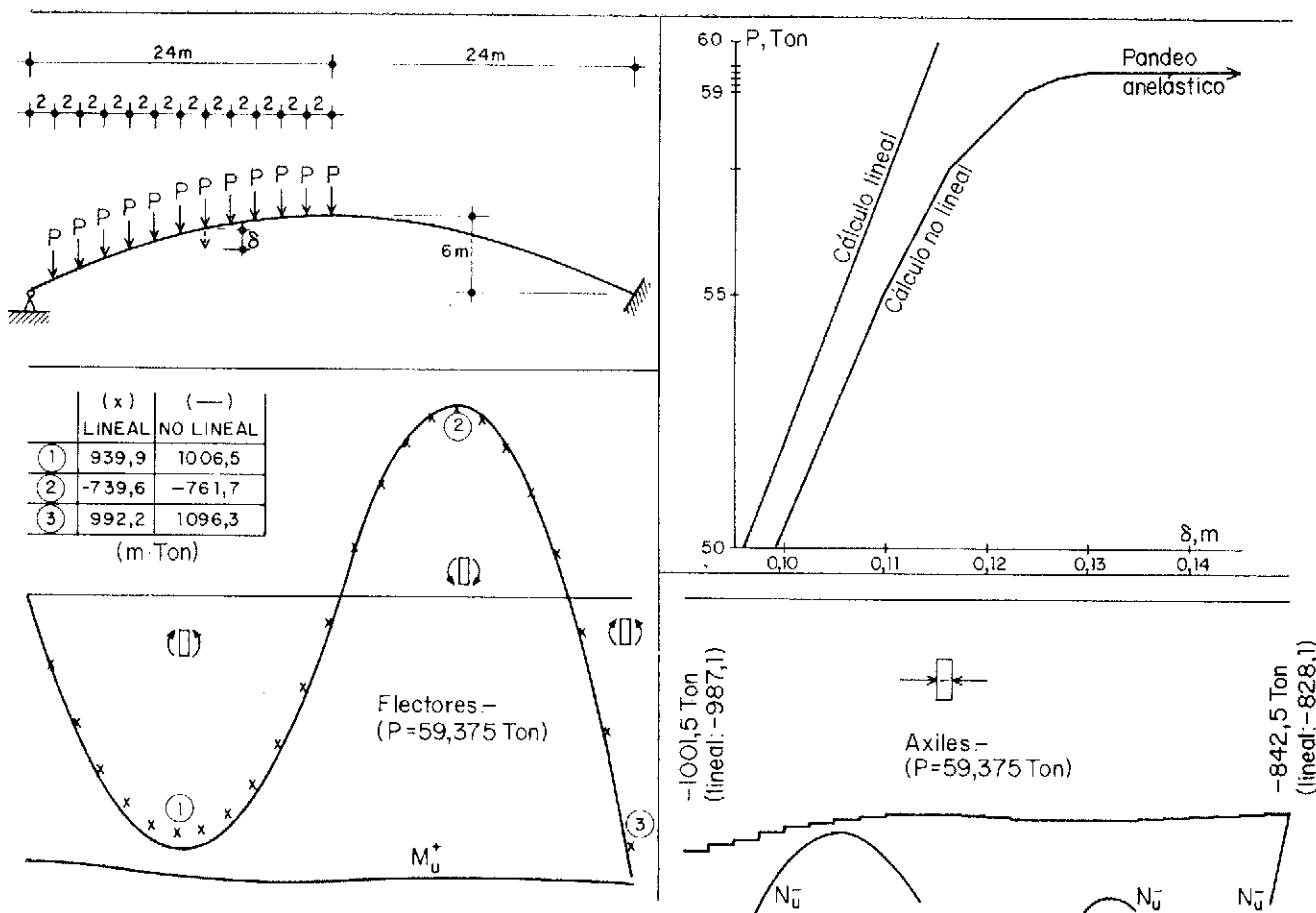 24m
24m
2 2 2 2 2 2 2 2 2 2 2 2
P P P P P P P P P P P P
δ
6m
P, Ton
60
59
55
50
Pandeo
anelástico
Cálculo lineal
Cálculo no lineal
δ, m
0,10 0,11 0,12 0,13 0,14
(x) (—)
LINEAL NO LINEAL
1 939,9 1006,5
2 -739,6 -761,7
3 992,2 1096,3
(m·Ton)
2
1
3
Flectores.-
(P=59,375 Ton)
Mu+
-1001,5 Ton
(lineal:-987,1)
Axiles.-
(P=59,375 Ton)
-842,5 Ton
(lineal:-828,1)
Nu- Nu- Nu-